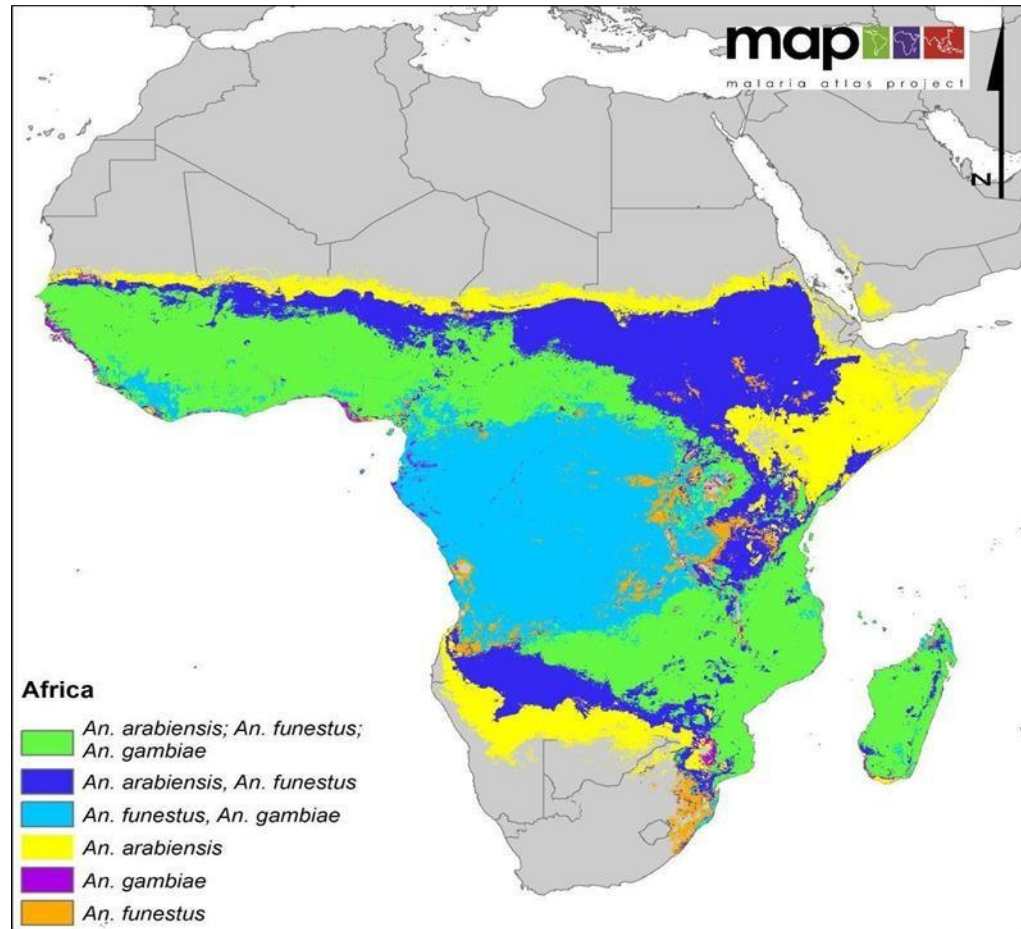 map
malaria atlas project
N
Africa
An. arabiensis; An. funestus;
An. gambiae
An. arabiensis, An. funestus
An. funestus, An. gambiae
An. arabiensis
An. gambiae
An. funestus